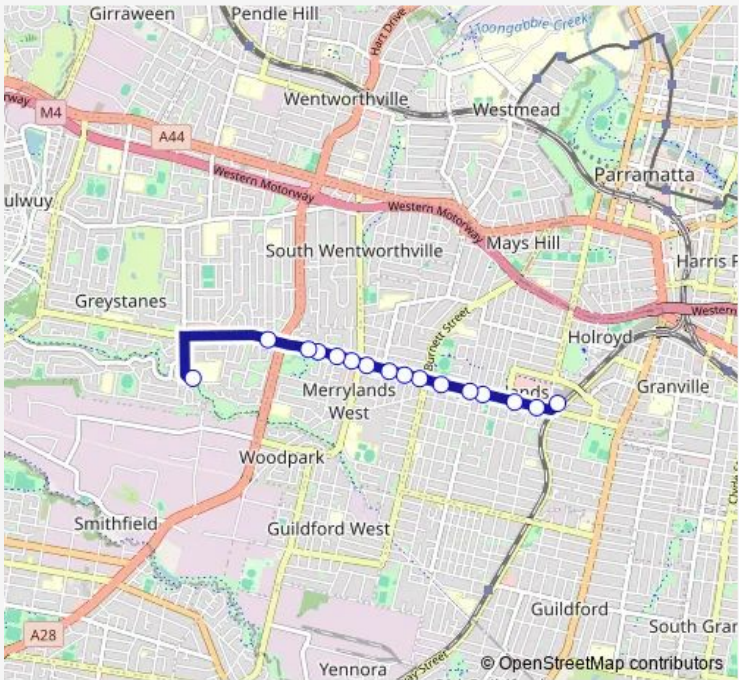 Girraween
Pendle Hill
Toongabbie Creek
Hart Drive
Wentworthville
Westmead
M4
A44
Parramatta
Western Motorway
Western Motorway
South Wentworthville
Mays Hill
Harris
Greystanes
Western
Burnett Street
Holroyd
Merrylands
West
Granville
Woodpark
Smithfield
Guildford West
Guildford
A28
South
Yennora
© OpenStreetMap contributors